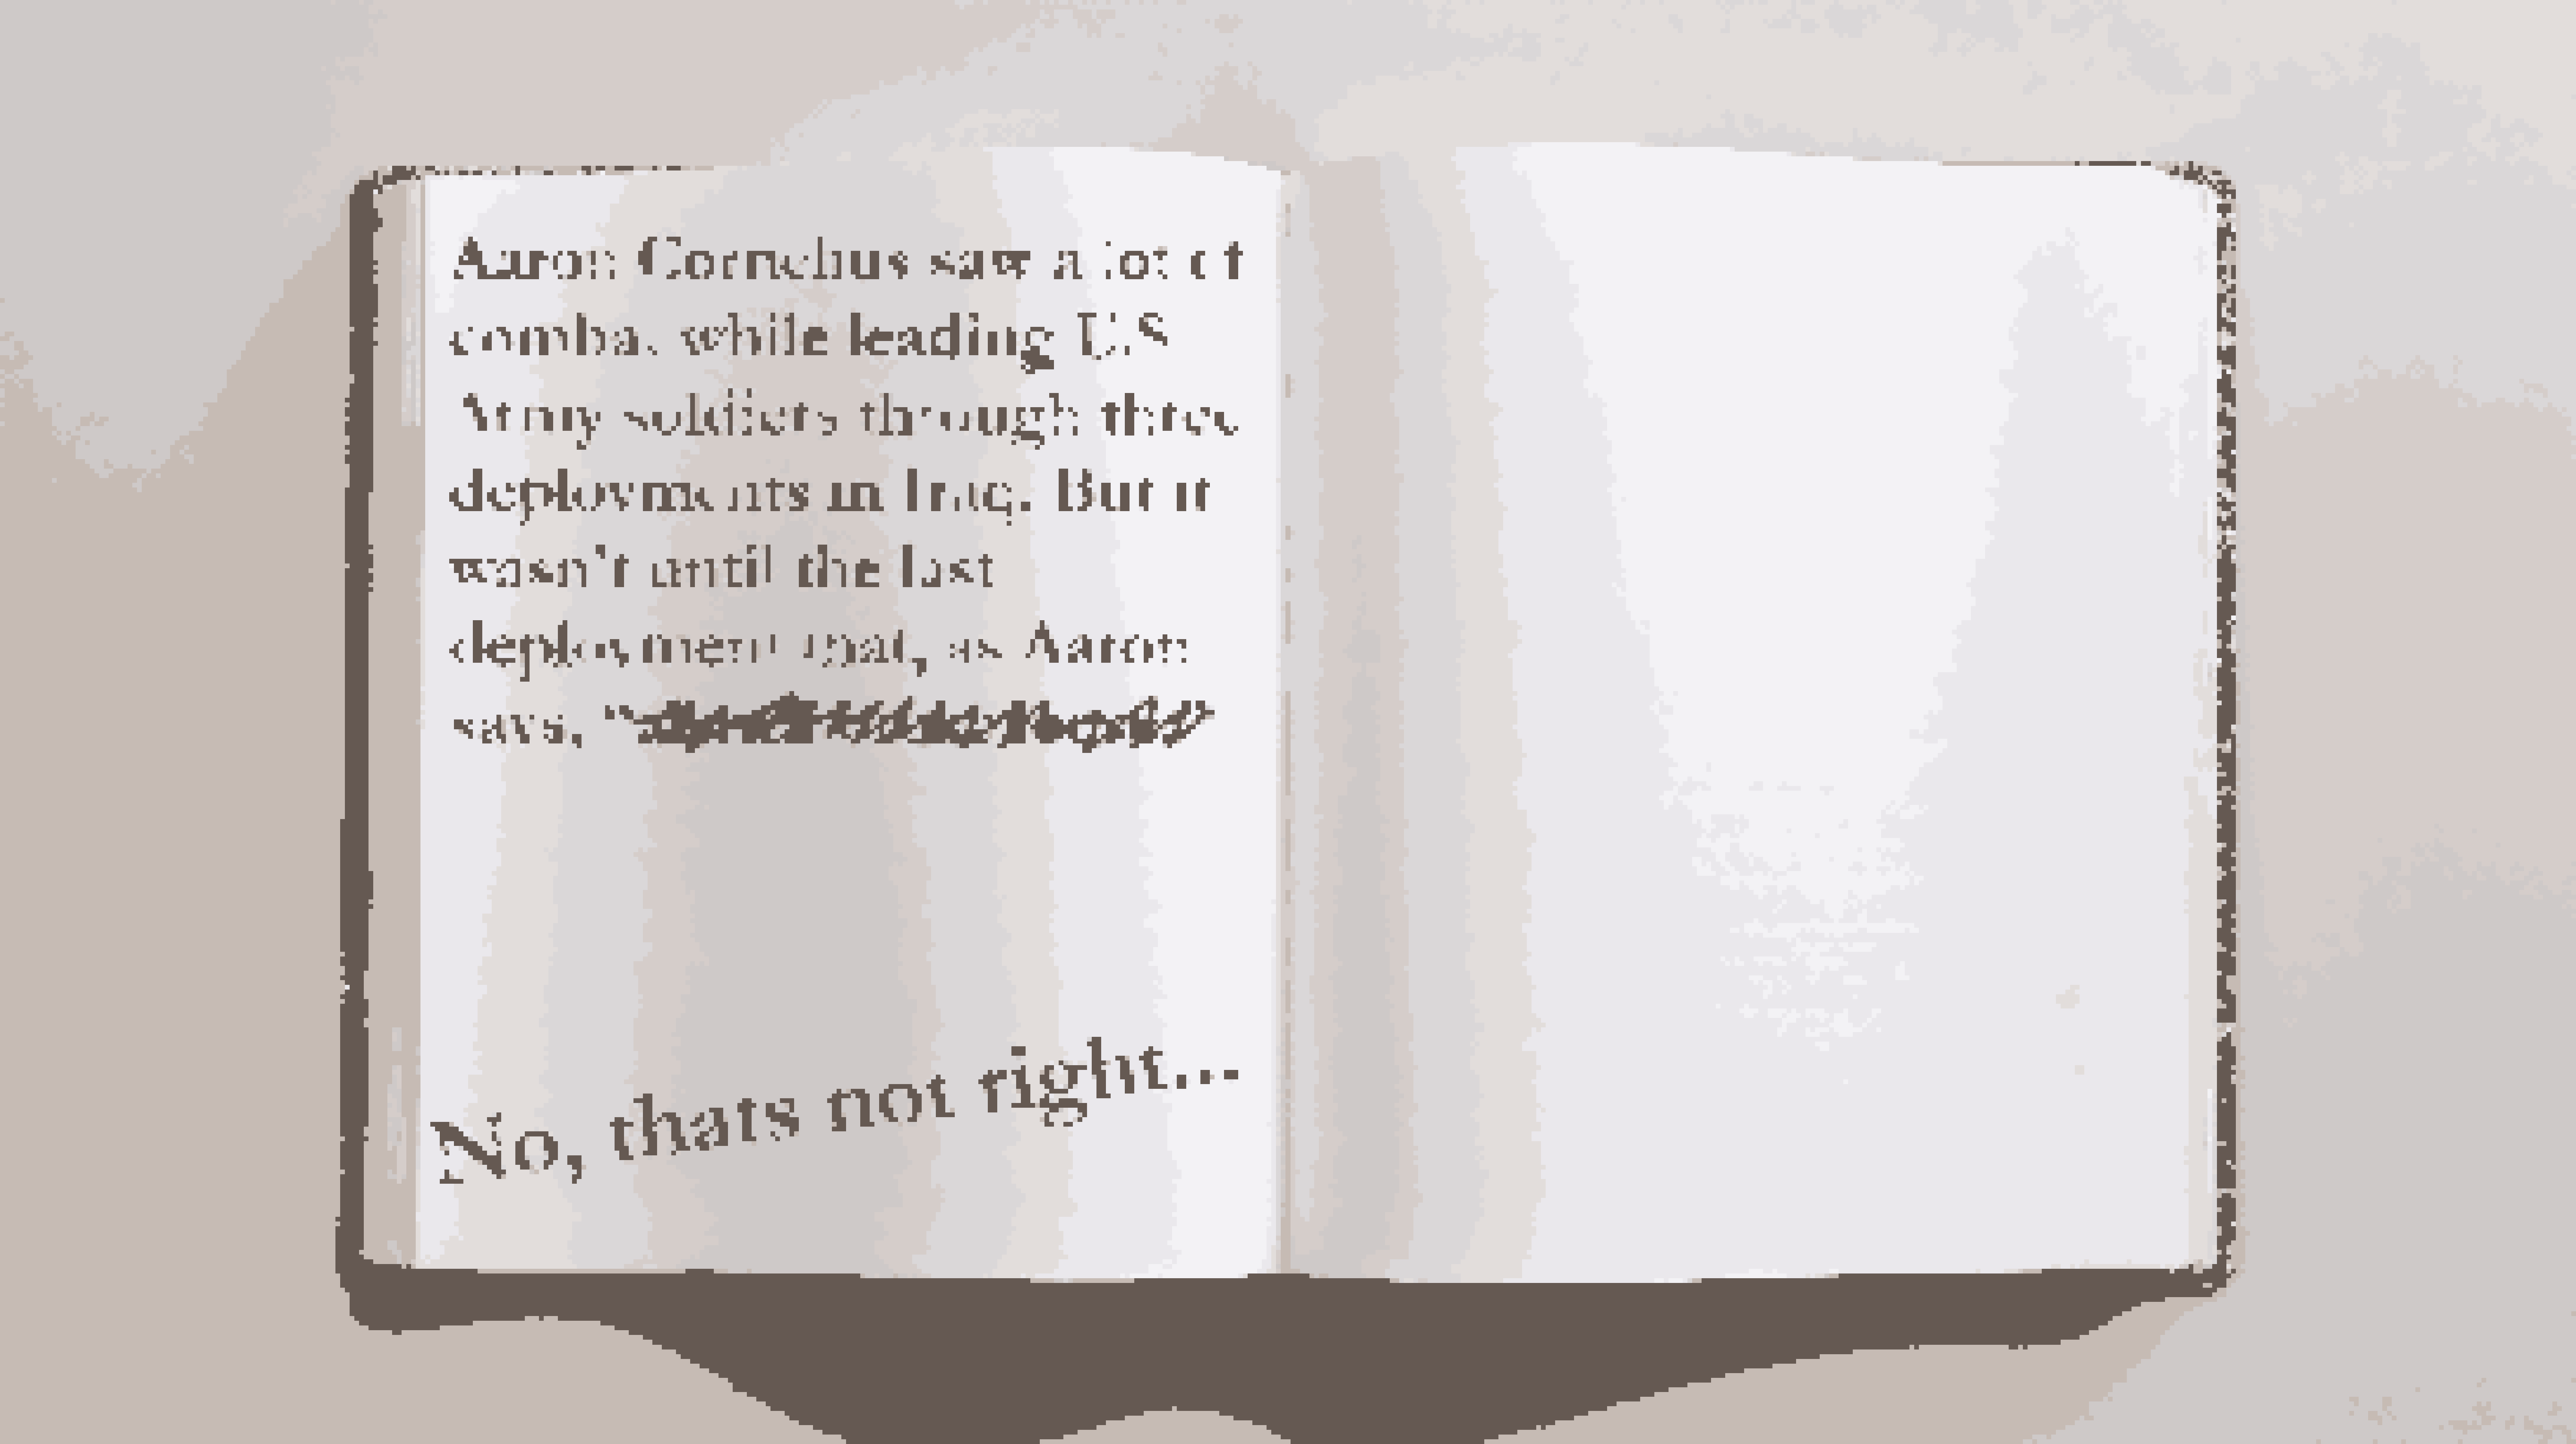 Aaron Cornelius saw a lot of
combat while leading U.S
Army soldiers through three
deployments in Iraq. But it
wasn't until the last
deployment that, as Aaron
says, "
No, thats not right...